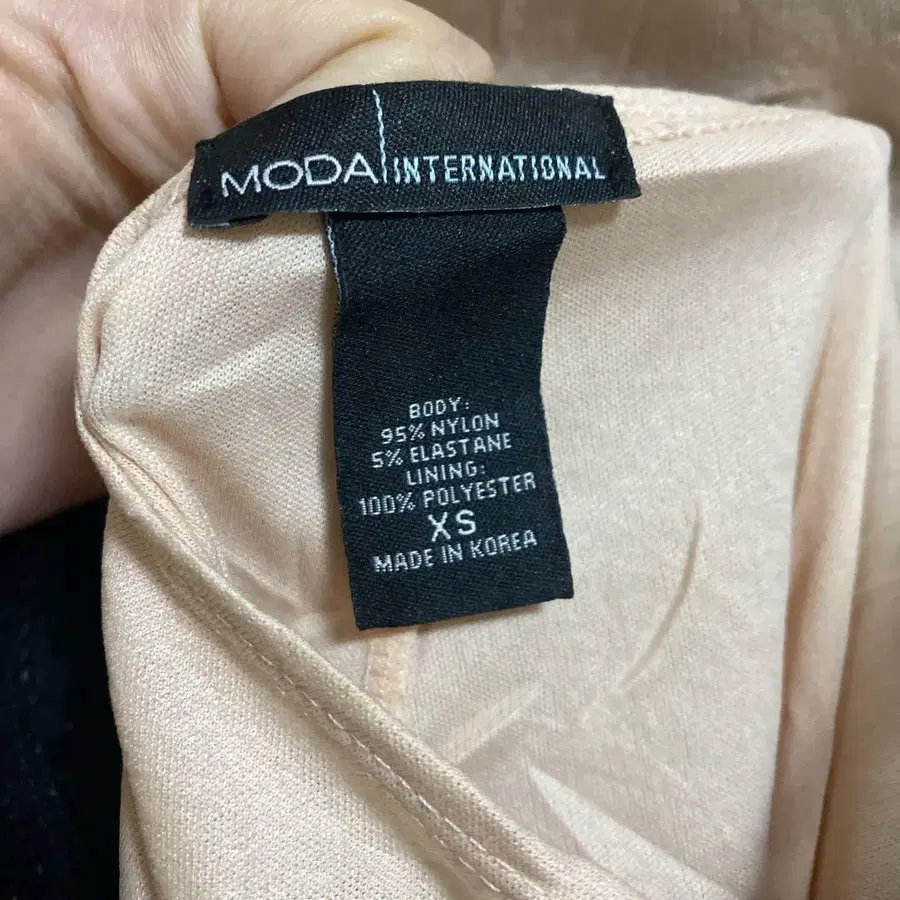 MODA INTERNATIONAL
BODY:
95% NYLON
5% ELASTANE
LINING:
100% POLYESTER
XS
MADE IN KOREA